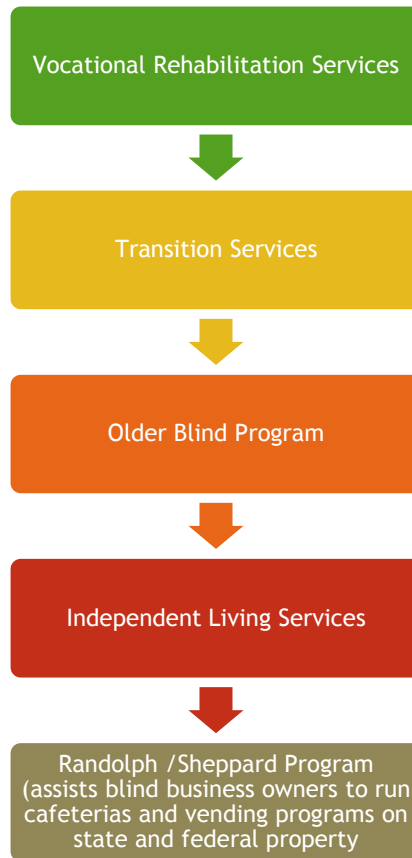 Vocational Rehabilitation Services
Transition Services
Older Blind Program
Independent Living Services
Randolph /Sheppard Program
(assists blind business owners to run
cafeterias and vending programs on
state and federal property